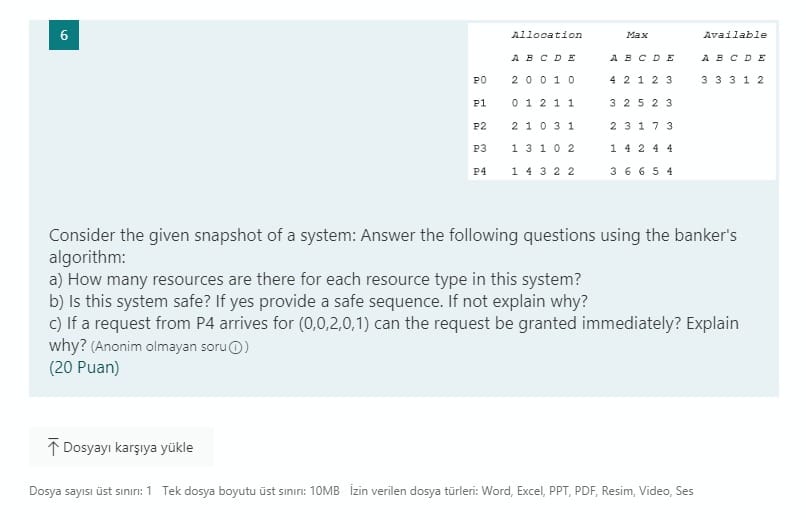 6
Allocation Max Available
A B C D E A B C D E A B C D E
P0 2 0 0 1 0 4 2 1 2 3 3 3 3 1 2
P1 0 1 2 1 1 3 2 5 2 3
P2 2 1 0 3 1 2 3 1 7 3
P3 1 3 1 0 2 1 4 2 4 4
P4 1 4 3 2 2 3 6 6 5 4
Consider the given snapshot of a system: Answer the following questions using the banker's
algorithm:
a) How many resources are there for each resource type in this system?
b) Is this system safe? If yes provide a safe sequence. If not explain why?
c) If a request from P4 arrives for (0,0,2,0,1) can the request be granted immediately? Explain
why? (Anonim olmayan soru)
(20 Puan)
Dosyayı karşıya yükle
Dosya sayısı üst sınırı: 1 Tek dosya boyutu üst sınırı: 10MB İzin verilen dosya türleri: Word, Excel, PPT, PDF, Resim, Video, Ses